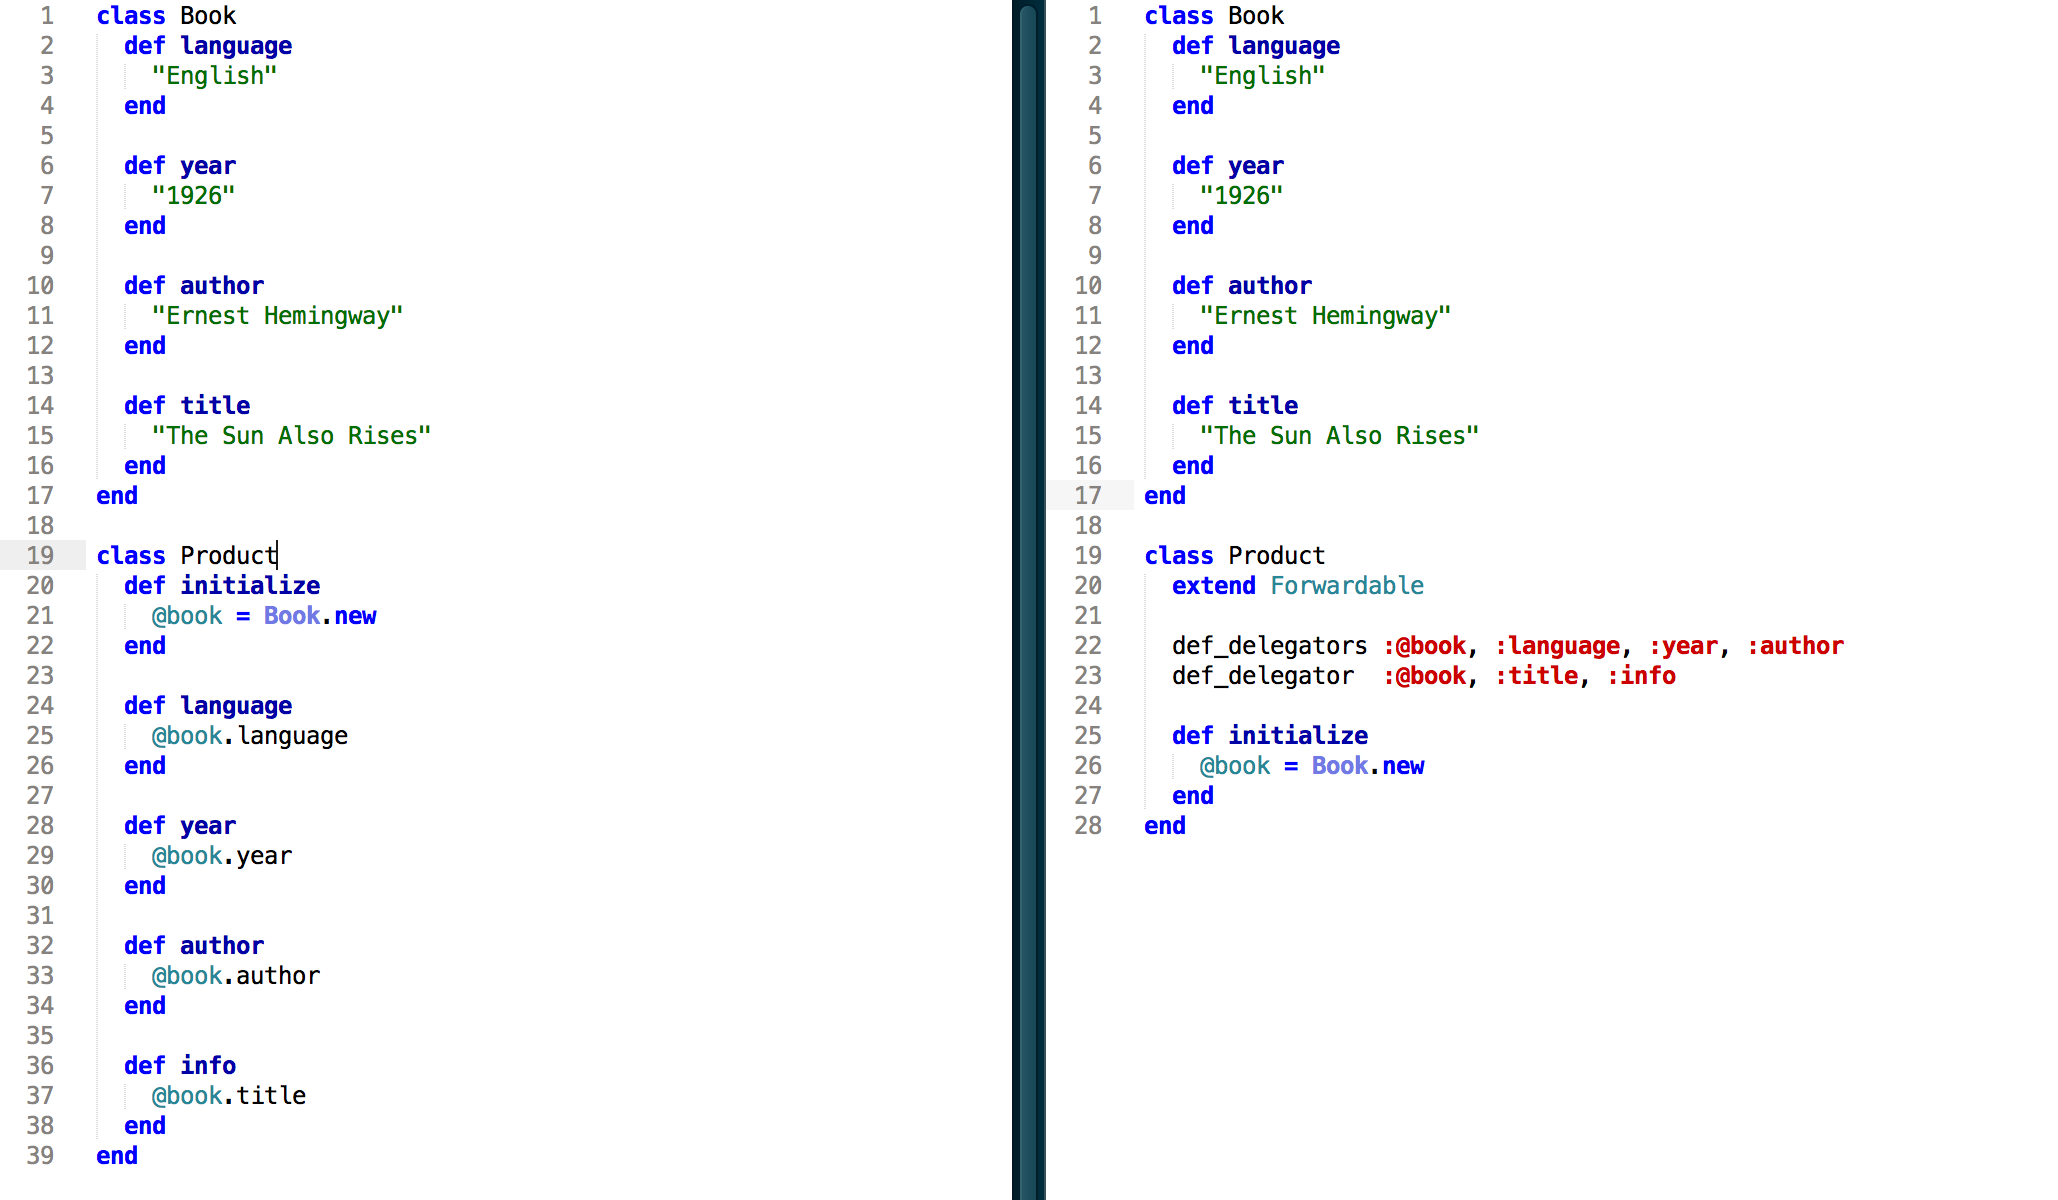 1 class Book
2   def language
3     "English"
4   end
5
6   def year
7     "1926"
8   end
9
10   def author
11     "Ernest Hemingway"
12   end
13
14   def title
15     "The Sun Also Rises"
16   end
17 end
18
19 class Product
20   def initialize
21     @book = Book.new
22   end
23
24   def language
25     @book.language
26   end
27
28   def year
29     @book.year
30   end
31
32   def author
33     @book.author
34   end
35
36   def info
37     @book.title
38   end
39 end
1 class Book
2   def language
3     "English"
4   end
5
6   def year
7     "1926"
8   end
9
10   def author
11     "Ernest Hemingway"
12   end
13
14   def title
15     "The Sun Also Rises"
16   end
17 end
18
19 class Product
20   extend Forwardable
21
22   def_delegators :@book, :language, :year, :author
23   def_delegator  :@book, :title, :info
24
25   def initialize
26     @book = Book.new
27   end
28 end